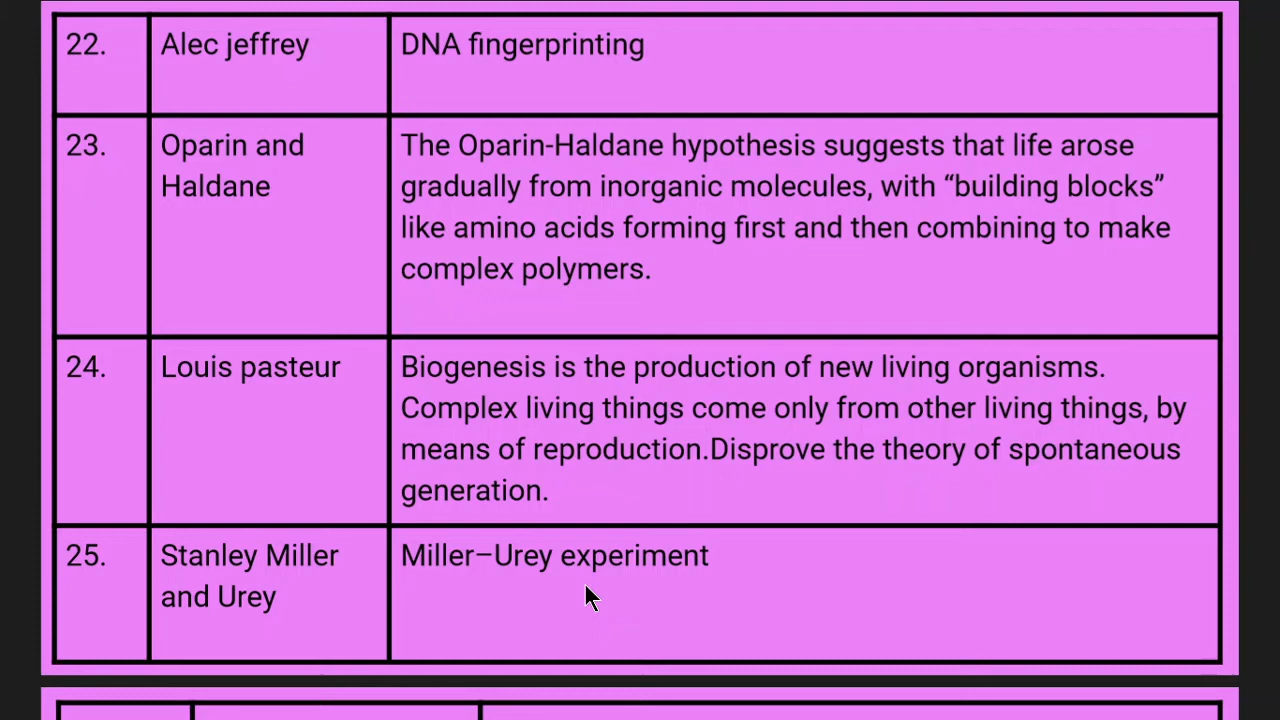 22. Alec jeffrey DNA fingerprinting
23. Oparin and The Oparin-Haldane hypothesis suggests that life arose
Haldane gradually from inorganic molecules, with “building blocks”
like amino acids forming first and then combining to make
complex polymers.
24. Louis pasteur Biogenesis is the production of new living organisms.
Complex living things come only from other living things, by
means of reproduction.Disprove the theory of spontaneous
generation.
25. Stanley Miller Miller–Urey experiment
and Urey